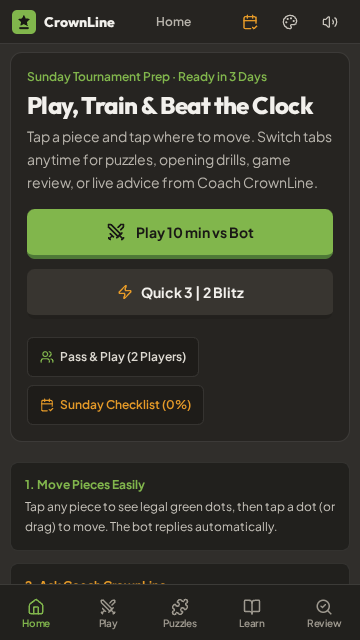 CrownLine
Home
Sunday Tournament Prep · Ready in 3 Days
Play, Train & Beat the Clock
Tap a piece and tap where to move. Switch tabs
anytime for puzzles, opening drills, game
review, or live advice from Coach CrownLine.
Play 10 min vs Bot
Quick 3 | 2 Blitz
Pass & Play (2 Players)
Sunday Checklist (0%)
1. Move Pieces Easily
Tap any piece to see legal green dots, then tap a dot (or
drag) to move. The bot replies automatically.
2. Ask Coach CrownLine
Home
Play
Puzzles
Learn
Review